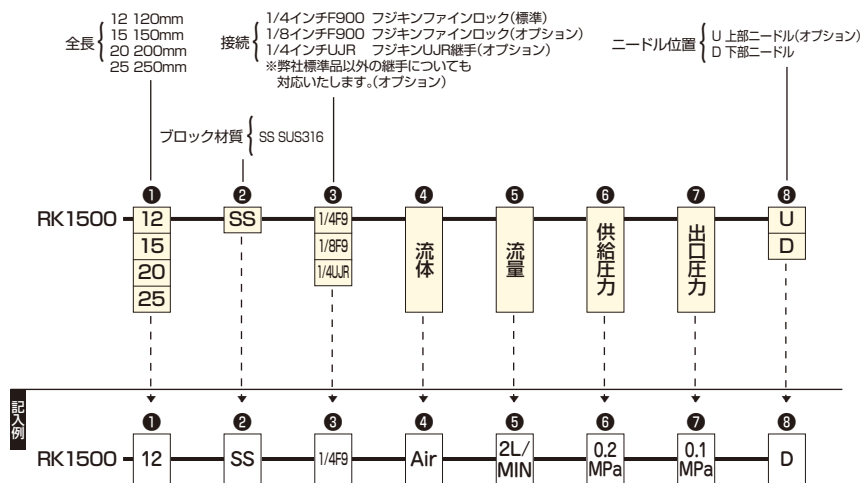 全長
12 120mm
15 150mm
20 200mm
25 250mm
接続
1/4インチF900 フジキンファインロック(標準)
1/8インチF900 フジキンファインロック(オプション)
1/4インチUJR フジキンUJR継手(オプション)
※弊社標準品以外の継手についても
対応いたします。(オプション)
ニードル位置
U 上部ニードル(オプション)
D 下部ニードル
ブロック材質
SS SUS316
❶ ❷ ❸ ❹ ❺ ❻ ❼ ❽
RK1500
12
15
20
25
SS
1/4F9
1/8F9
1/4UJR
流体
流量
供給圧力
出口圧力
U
D
記入例
❶ ❷ ❸ ❹ ❺ ❻ ❼ ❽
RK1500
12
SS
1/4F9
Air
2L/
MIN
0.2
MPa
0.1
MPa
D